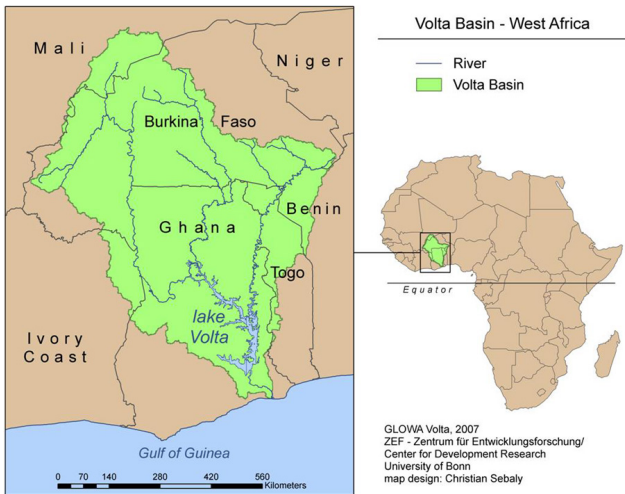 Volta Basin - West Africa
River
Volta Basin
Mali
Niger
Burkina Faso
Benin
Ghana
Togo
lake
Volta
Ivory
Coast
Gulf of Guinea
0 70 140 280 420 560
Kilometers
Equator
GLOWA Volta, 2007
ZEF - Zentrum für Entwicklungsforschung/
Center for Development Research
University of Bonn
map design: Christian Sebaly